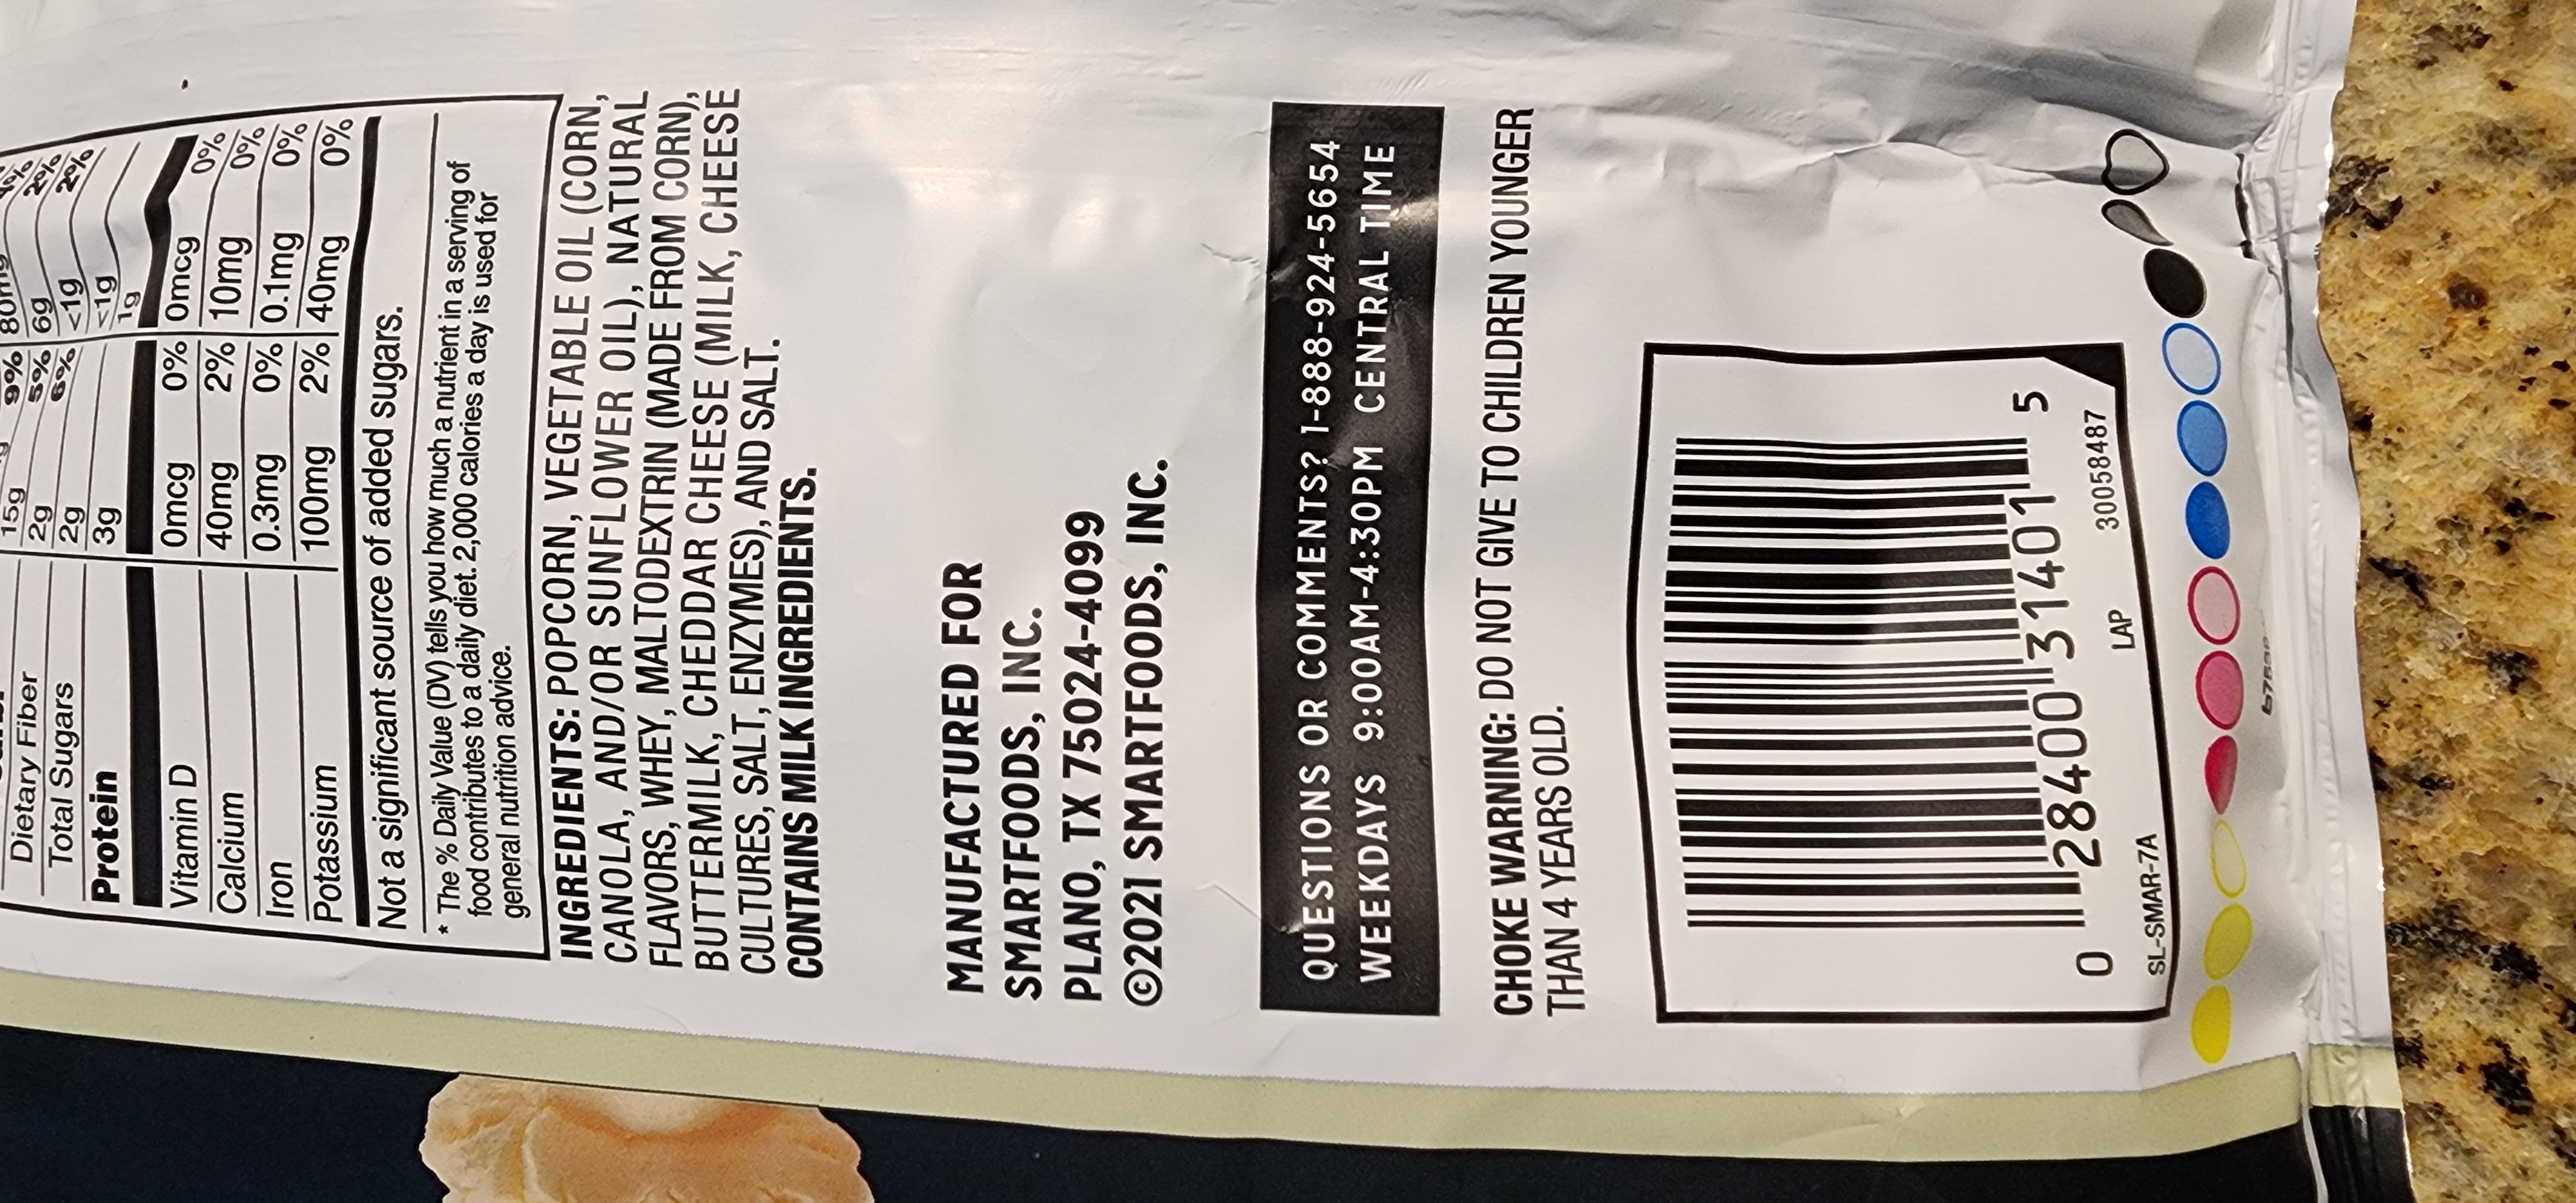 15g 9% 80mg
Dietary Fiber 2g 5% 6g 2%
Total Sugars 2g 6% <1g 2%
<1g
Protein 3g 1g
Vitamin D 0mcg 0% 0mcg 0%
Calcium 40mg 2% 10mg 0%
Iron 0.3mg 0% 0.1mg 0%
Potassium 100mg 2% 40mg 0%
Not a significant source of added sugars.
* The % Daily Value (DV) tells you how much a nutrient in a serving of
food contributes to a daily diet. 2,000 calories a day is used for
general nutrition advice.
INGREDIENTS: POPCORN, VEGETABLE OIL (CORN,
CANOLA, AND/OR SUNFLOWER OIL), NATURAL
FLAVORS, WHEY, MALTODEXTRIN (MADE FROM CORN),
BUTTERMILK, CHEDDAR CHEESE (MILK, CHEESE
CULTURES, SALT, ENZYMES), AND SALT.
CONTAINS MILK INGREDIENTS.
MANUFACTURED FOR
SMARTFOODS, INC.
PLANO, TX 75024-4099
©2021 SMARTFOODS, INC.
QUESTIONS OR COMMENTS? 1-888-924-5654
WEEKDAYS 9:00AM-4:30PM CENTRAL TIME
CHOKE WARNING: DO NOT GIVE TO CHILDREN YOUNGER
THAN 4 YEARS OLD.
0 28400 31401 5
SL-SMAR-7A LAP 30058487